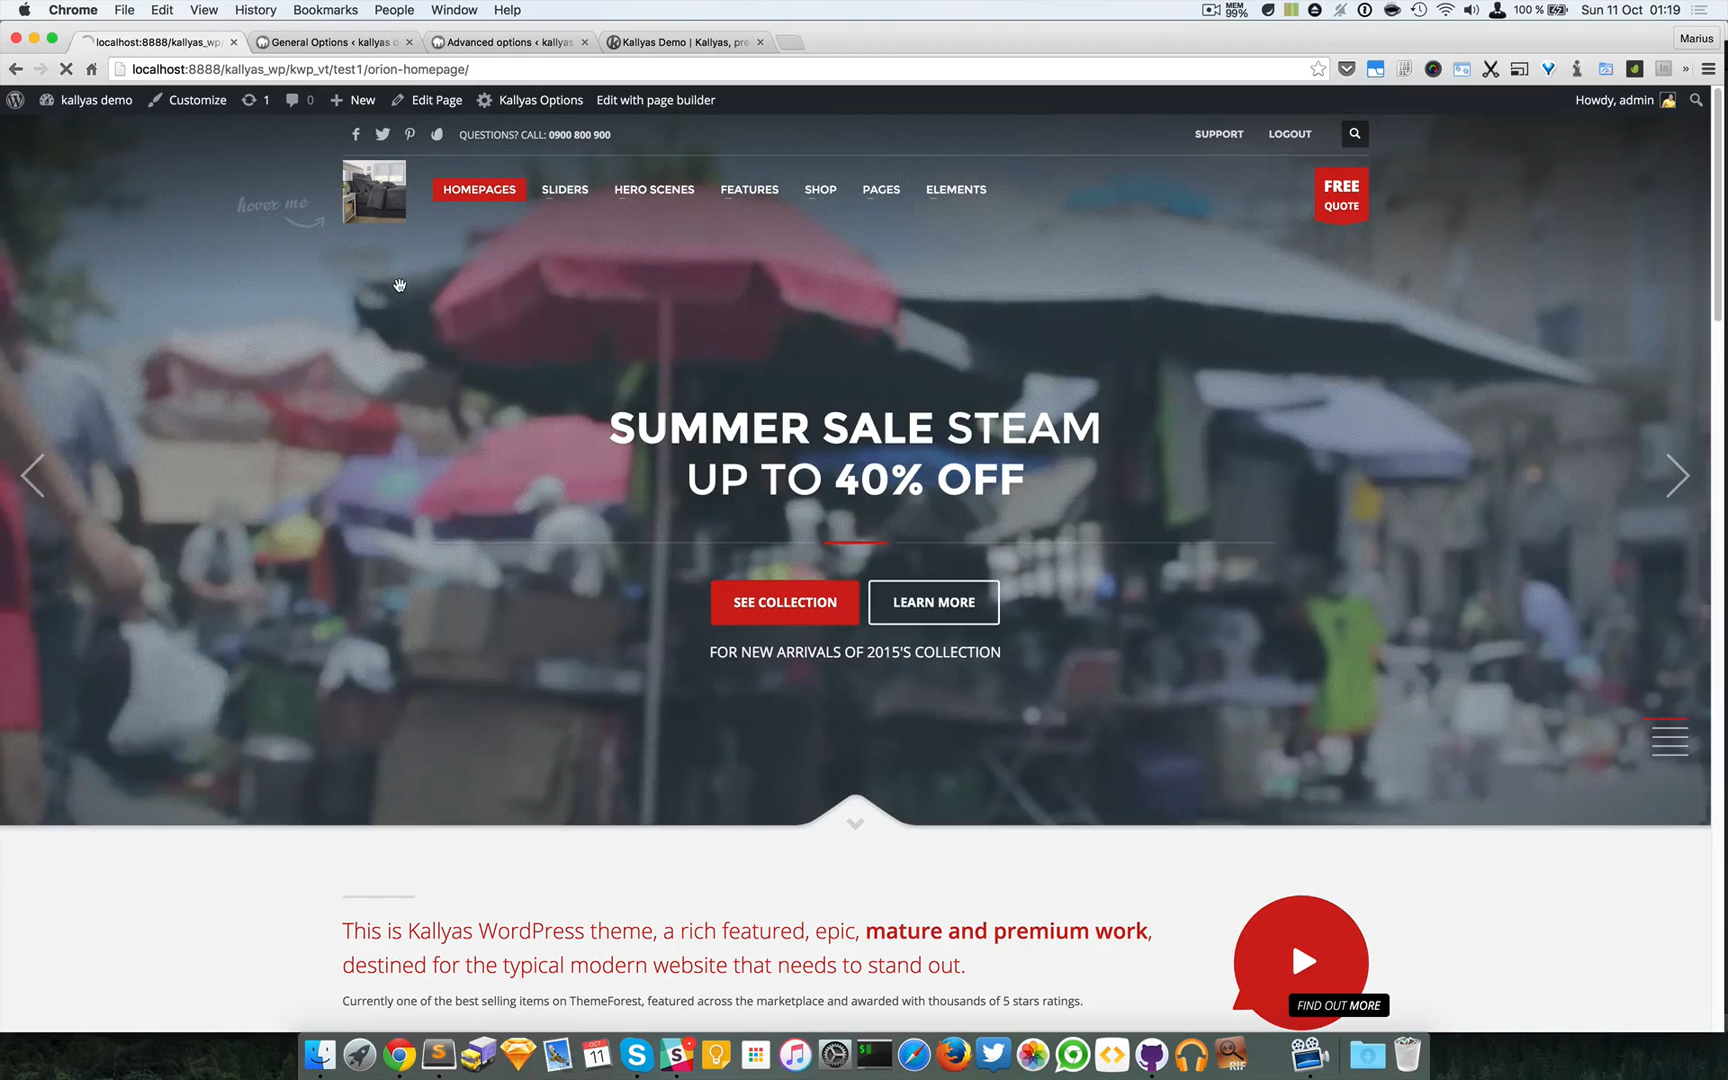 Chrome File Edit View History Bookmarks People Window Help
MEM 99% 100 % Sun 11 Oct 01:19
localhost:8888/kallyas_wp/ General Options ‹ kallyas d Advanced options ‹ kallyas Kallyas Demo | Kallyas, pre Marius
localhost:8888/kallyas_wp/kwp_vt/test1/orion-homepage/
kallyas demo Customize 1 0 New Edit Page Kallyas Options Edit with page builder Howdy, admin
QUESTIONS? CALL: 0900 800 900 SUPPORT LOGOUT
hover me HOMEPAGES SLIDERS HERO SCENES FEATURES SHOP PAGES ELEMENTS
FREE
QUOTE
SUMMER SALE STEAM
UP TO 40% OFF
SEE COLLECTION LEARN MORE
FOR NEW ARRIVALS OF 2015'S COLLECTION
This is Kallyas WordPress theme, a rich featured, epic, mature and premium work,
destined for the typical modern website that needs to stand out.
Currently one of the best selling items on ThemeForest, featured across the marketplace and awarded with thousands of 5 stars ratings.
FIND OUT MORE
OCT
11
RIF